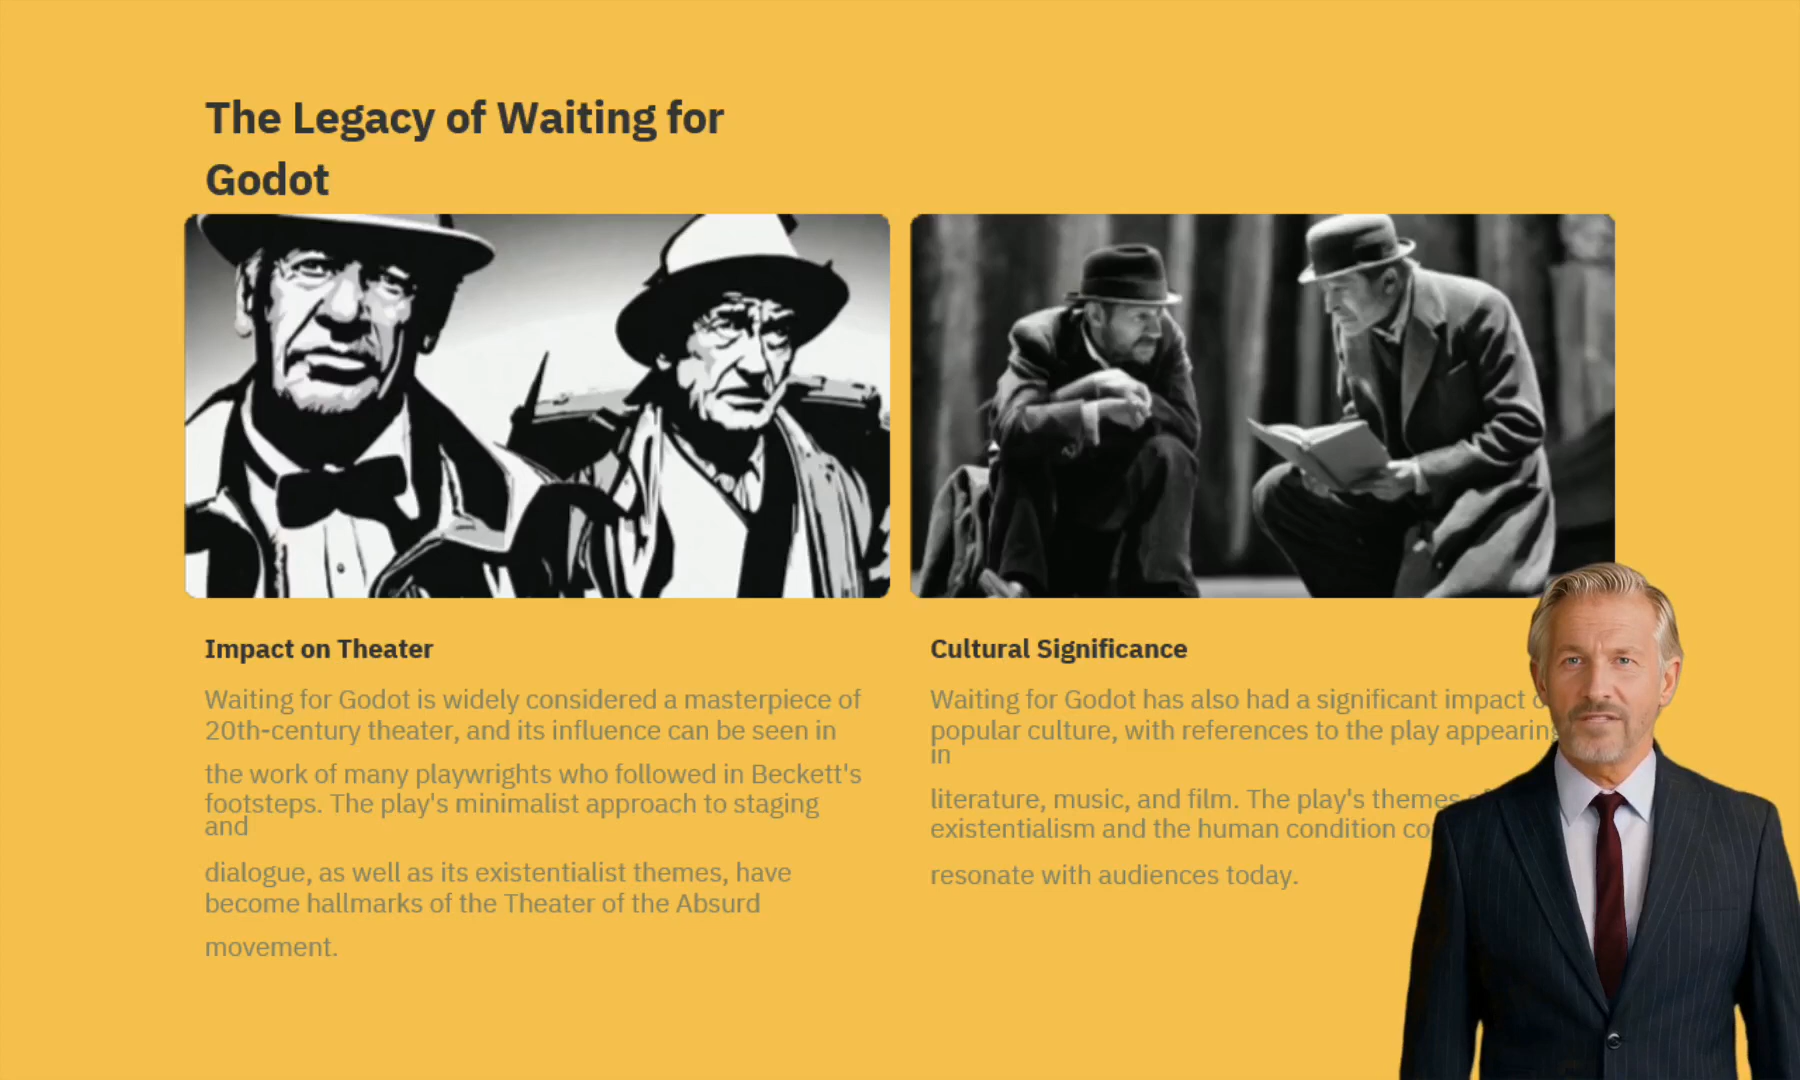 The Legacy of Waiting for
Godot
Impact on Theater
Waiting for Godot is widely considered a masterpiece of
20th-century theater, and its influence can be seen in
the work of many playwrights who followed in Beckett's
footsteps. The play's minimalist approach to staging
and
dialogue, as well as its existentialist themes, have
become hallmarks of the Theater of the Absurd
movement.
Cultural Significance
Waiting for Godot has also had a significant impact
popular culture, with references to the play appearing
in
literature, music, and film. The play's themes
existentialism and the human condition
resonate with audiences today.